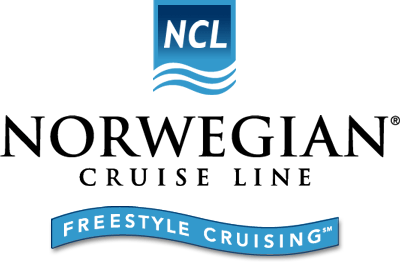 NCL
NORWEGIAN®
CRUISE LINE
FREESTYLE CRUISING℠